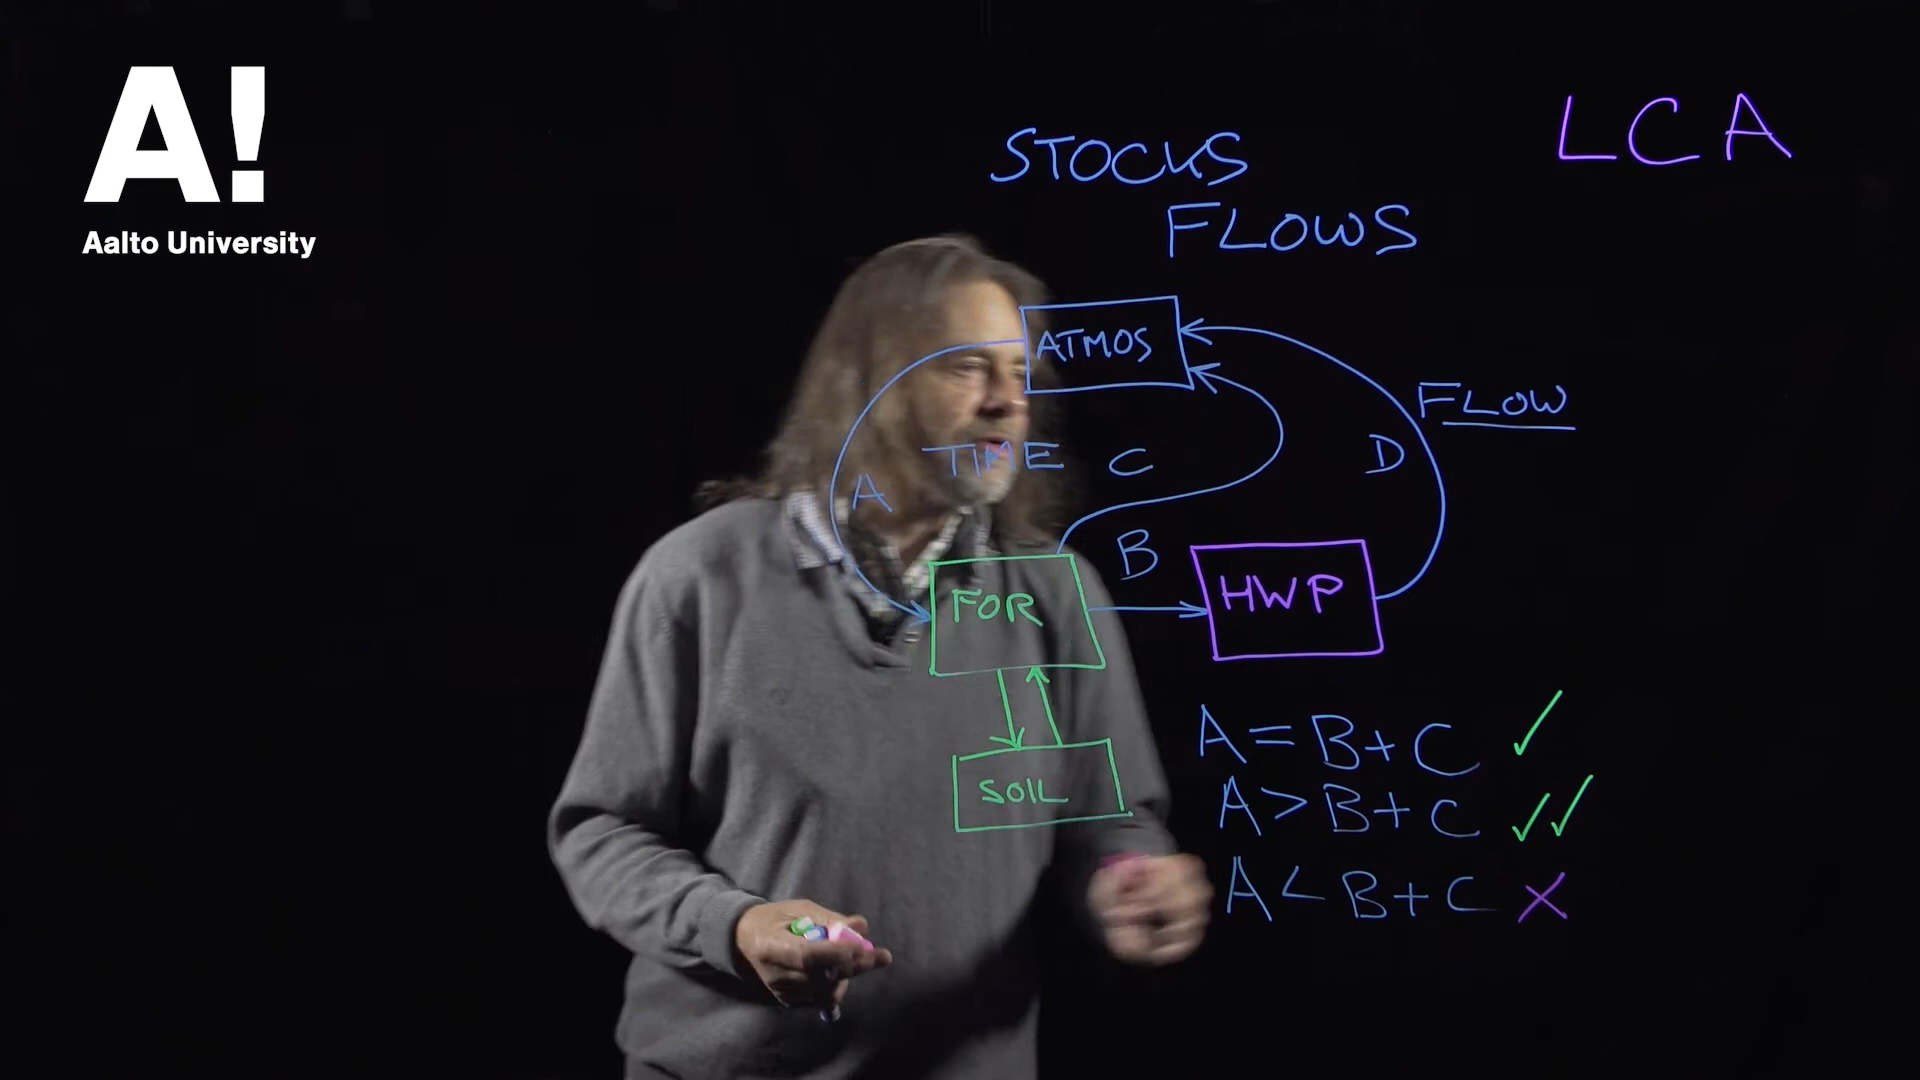 A!
Aalto University
LCA
STOCKS
FLOWS
ATMOS
FLOW
TIME
C
D
A
B
FOR
HWP
SOIL
A = B + C ✓
A > B + C ✓✓
A < B + C X